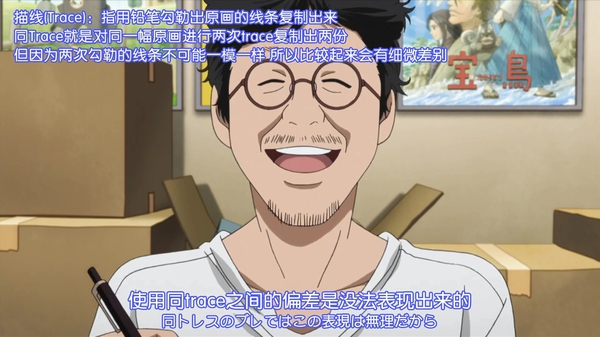 描线(Trace)：指用铅笔勾勒出原画的线条复制出来
同Trace就是对同一幅原画进行两次trace复制出两份
但因为两次勾勒的线条不可能一模一样 所以比较起来会有细微差别
宝島
使用同trace之间的偏差是没法表现出来的
同トレスのブレではこの表現は無理だから